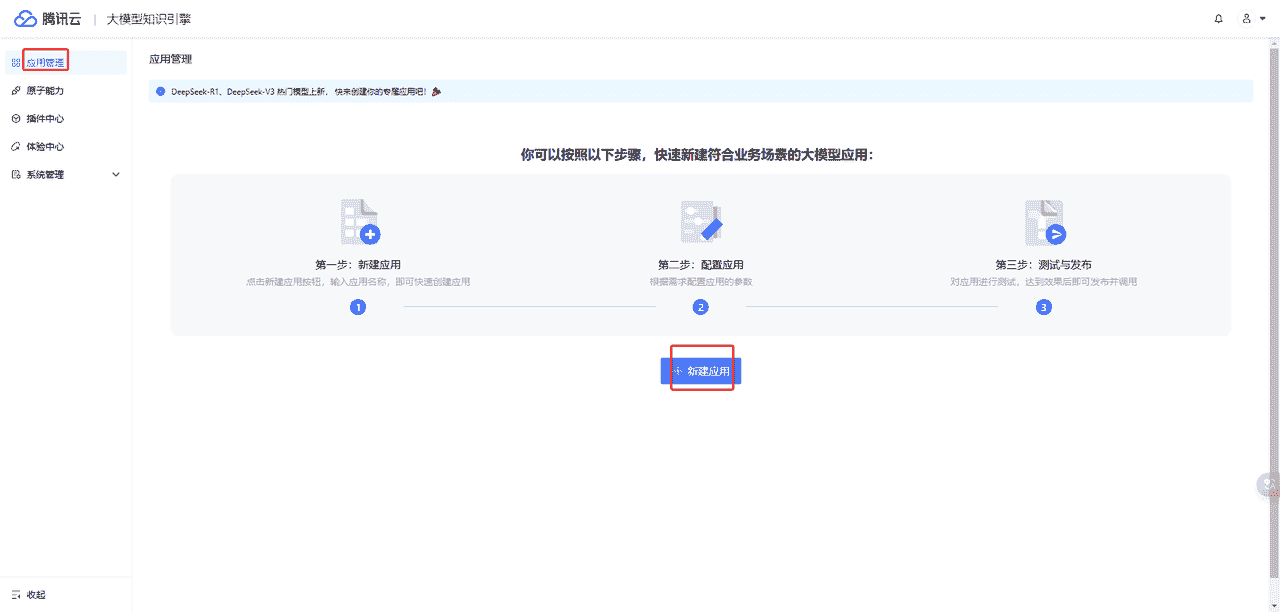 腾讯云 | 大模型知识引擎
应用管理
原子能力
插件中心
体验中心
系统管理
收起
应用管理
DeepSeek-R1、DeepSeek-V3 热门模型上新， 快来创建你的专属应用吧！
你可以按照以下步骤，快速新建符合业务场景的大模型应用：
第一步：新建应用
点击新建应用按钮，输入应用名称，即可快速创建应用
1
第二步：配置应用
根据需求配置应用的参数
2
第三步：测试与发布
对应用进行测试，达到效果后即可发布并调用
3
新建应用